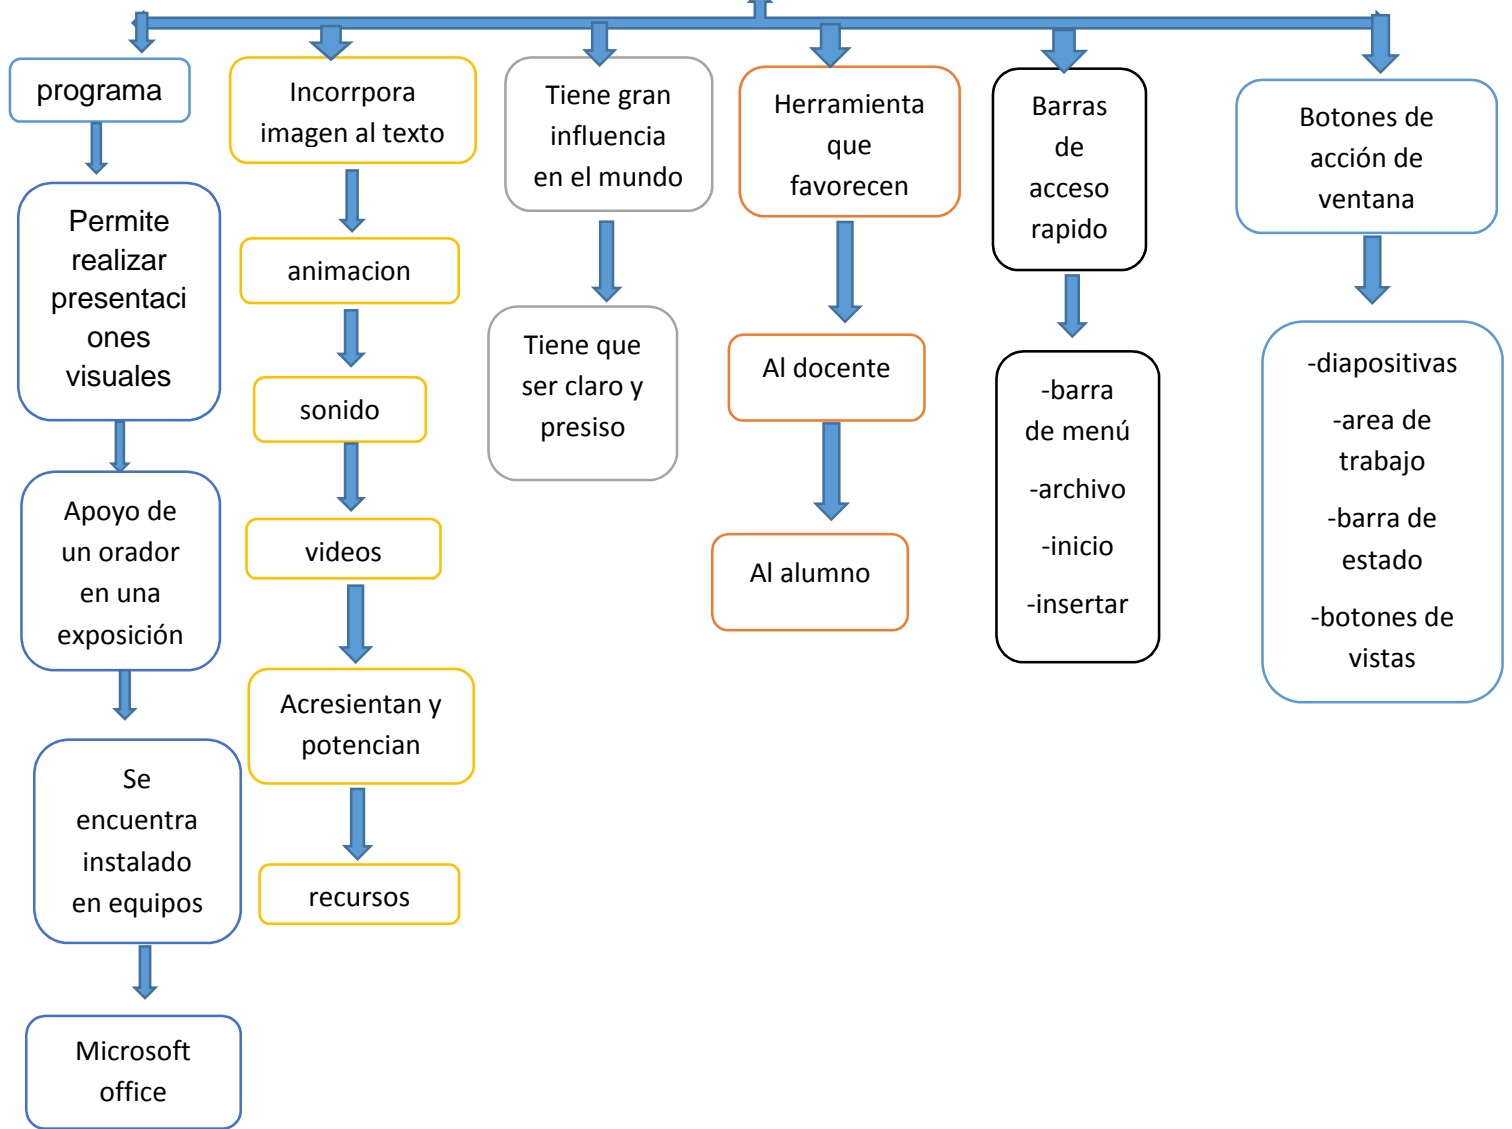 programa
Permite
realizar
presentaci
ones
visuales
Apoyo de
un orador
en una
exposición
Se
encuentra
instalado
en equipos
Microsoft
office
Incorrpora
imagen al texto
animacion
sonido
videos
Acresientan y
potencian
recursos
Tiene gran
influencia
en el mundo
Tiene que
ser claro y
presiso
Herramienta
que
favorecen
Al docente
Al alumno
Barras
de
acceso
rapido
-barra
de menú
-archivo
-inicio
-insertar
Botones de
acción de
ventana
-diapositivas
-area de
trabajo
-barra de
estado
-botones de
vistas